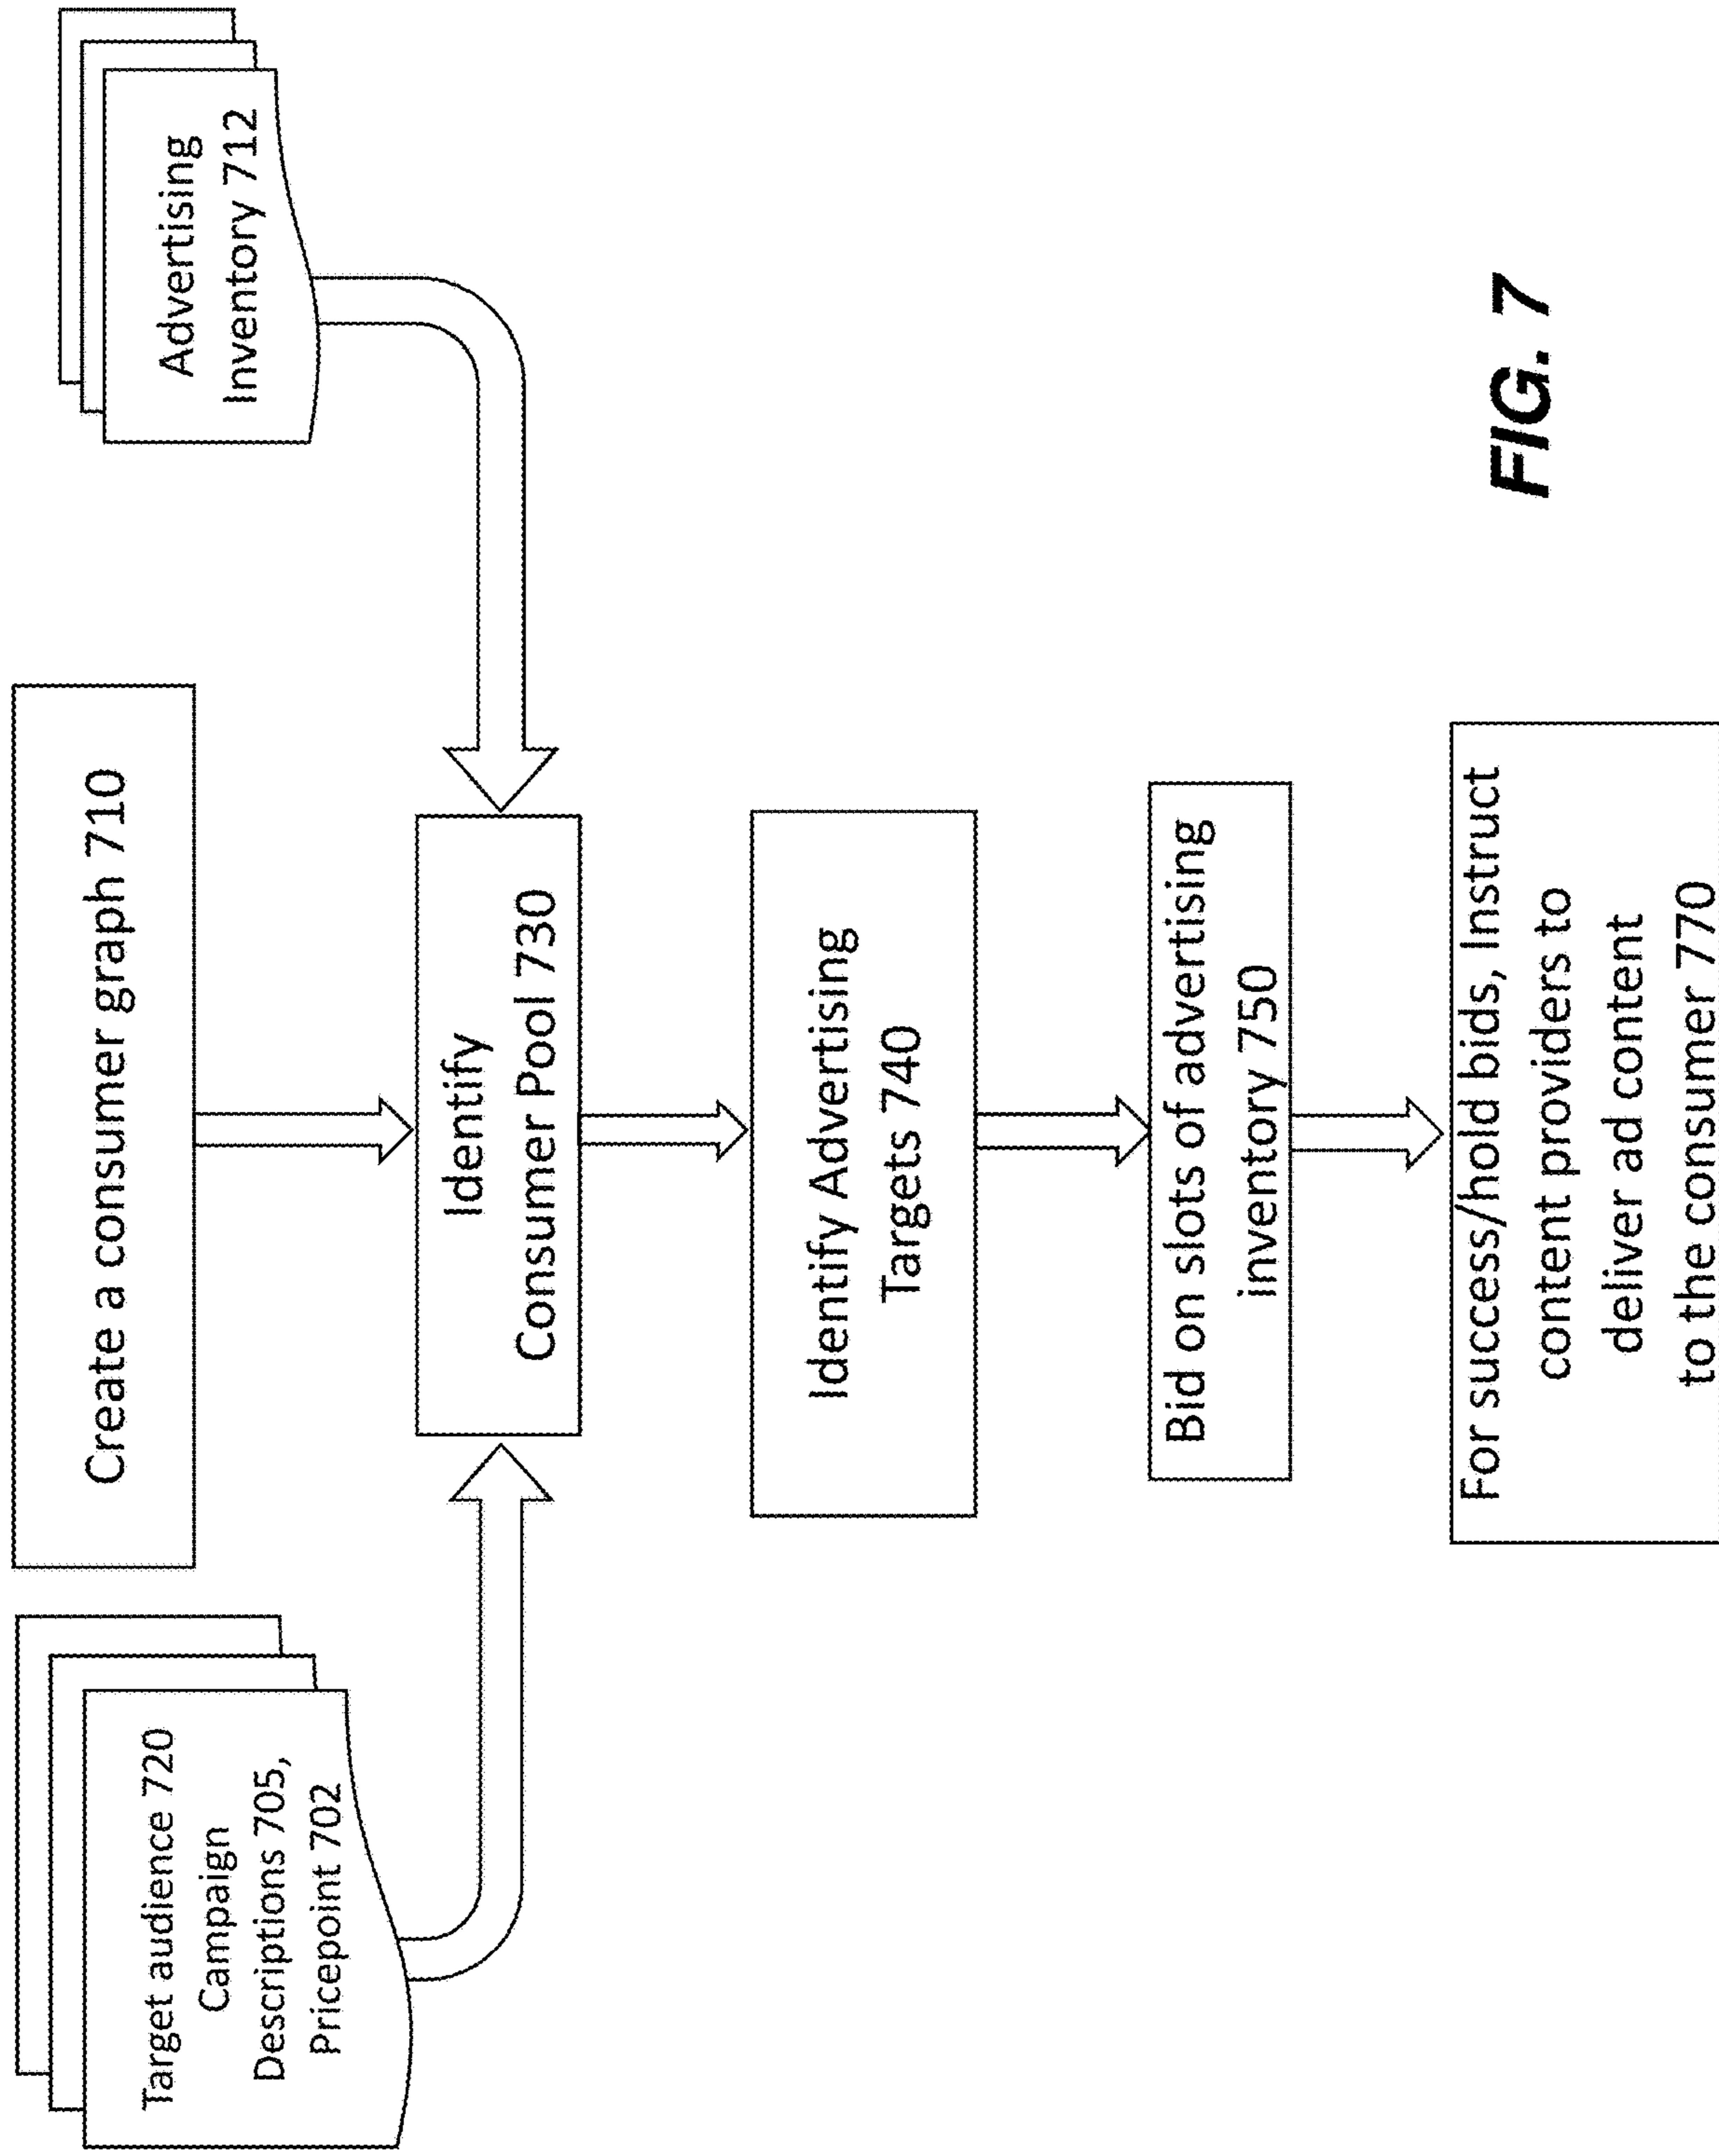 Create a consumer graph 710
Target audience 720
Campaign
Descriptions 705,
Pricepoint 702
Advertising
Inventory 712
Identify
Consumer Pool 730
Identify Advertising
Targets 740
Bid on slots of advertising
inventory 750
For success/hold bids, Instruct
content providers to
deliver ad content
to the consumer 770
FIG. 7